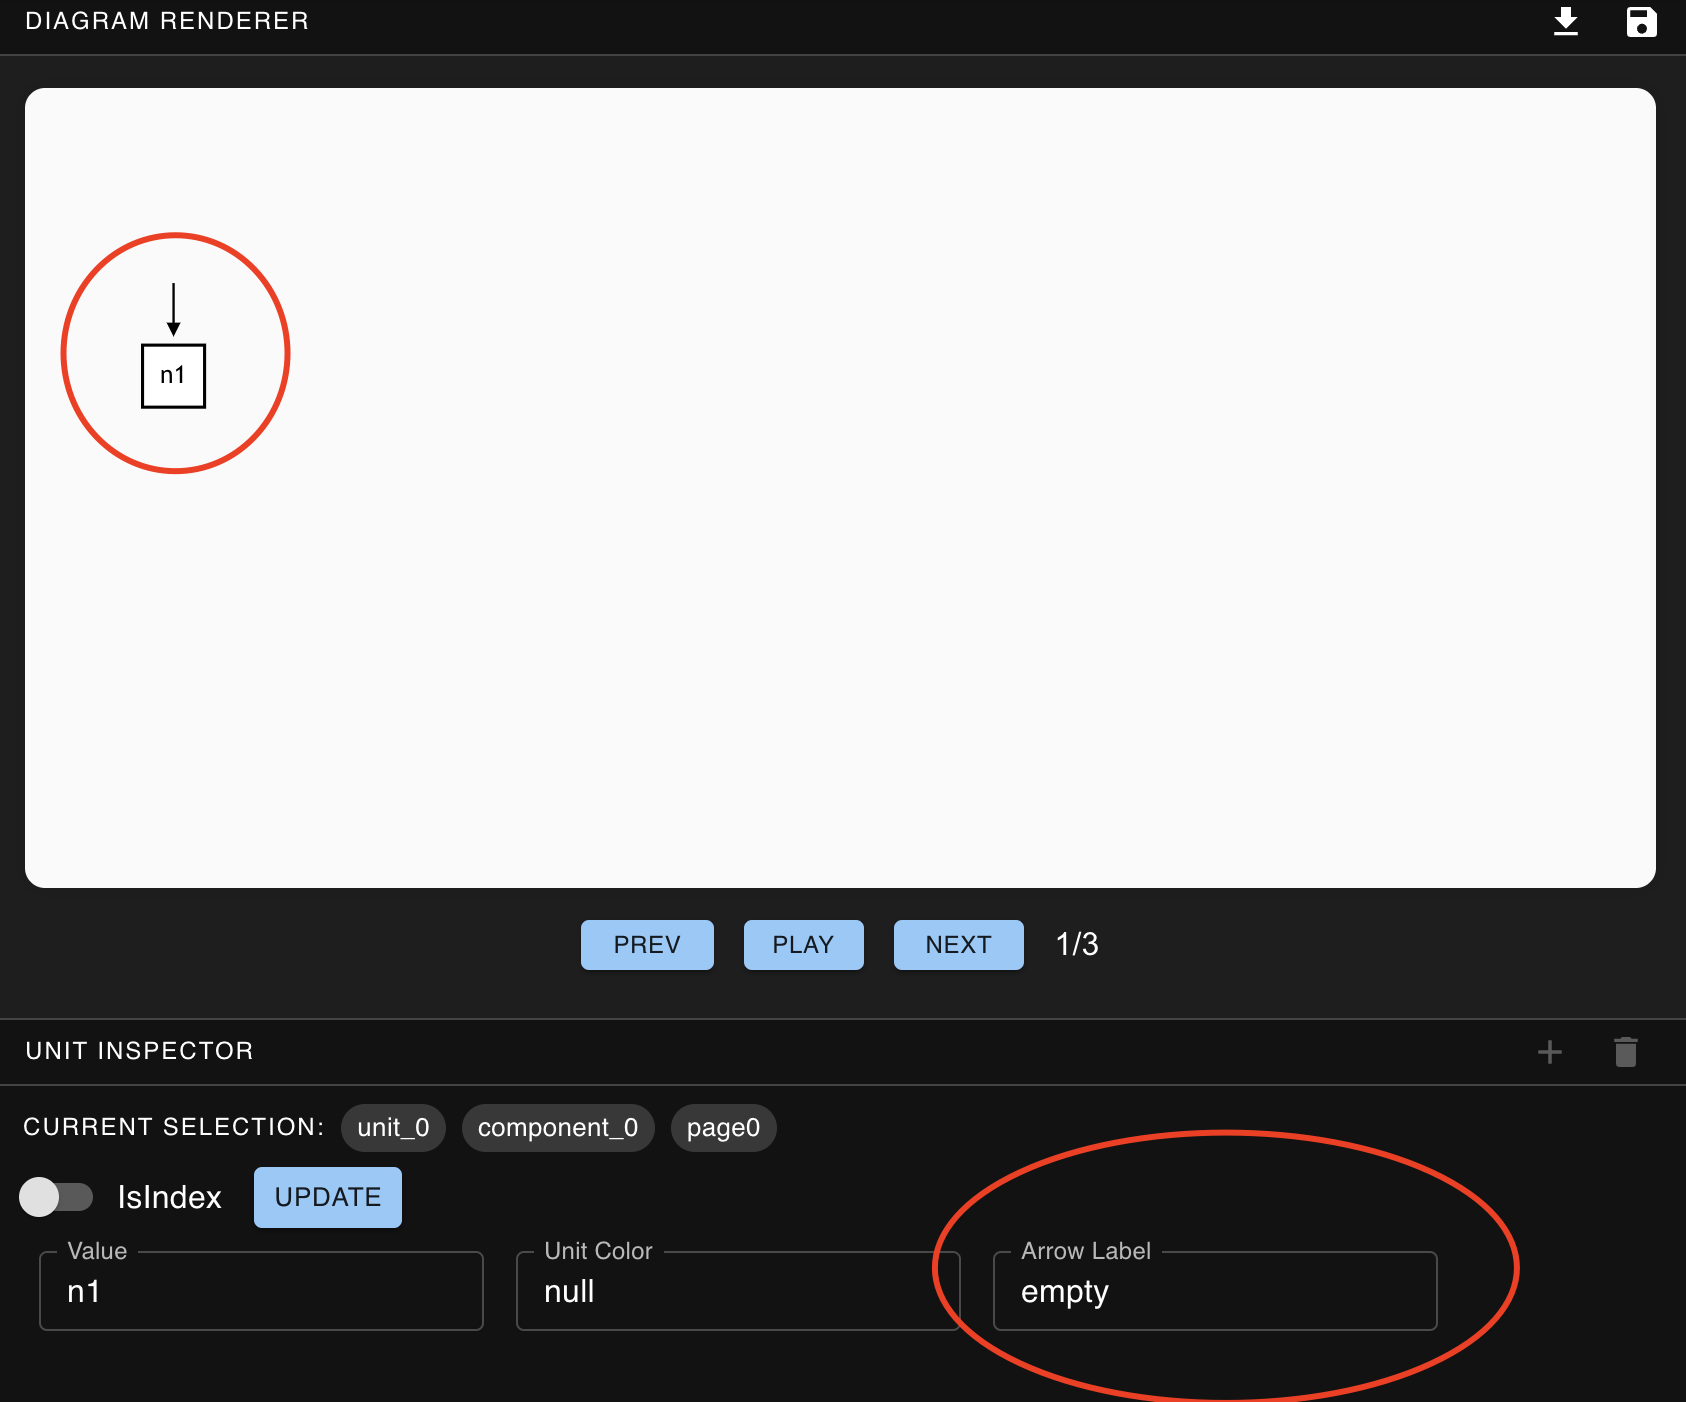 DIAGRAM RENDERER
n1
PREV PLAY NEXT 1/3
UNIT INSPECTOR
CURRENT SELECTION: unit_0 component_0 page0
IsIndex UPDATE
Value Unit Color Arrow Label
n1 null empty